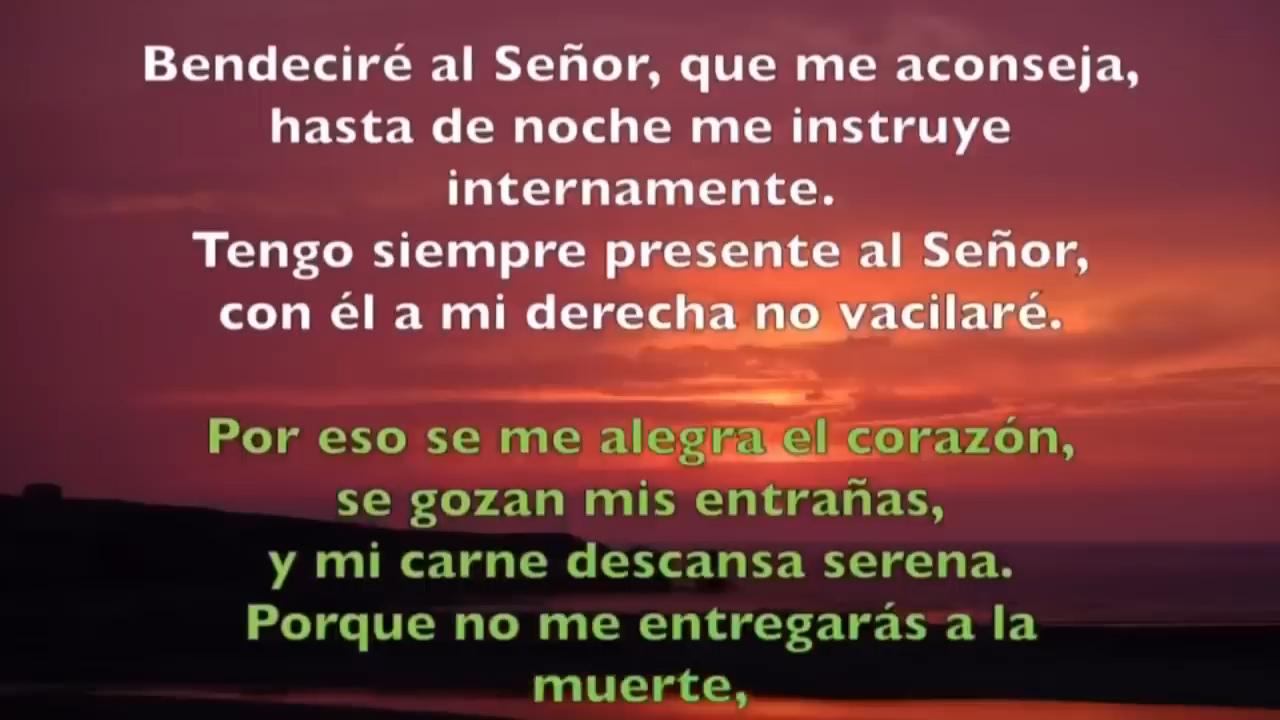 Bendeciré al Señor, que me aconseja,
hasta de noche me instruye
internamente.
Tengo siempre presente al Señor,
con él a mi derecha no vacilaré.
Por eso se me alegra el corazón,
se gozan mis entrañas,
y mi carne descansa serena.
Porque no me entregarás a la
muerte,